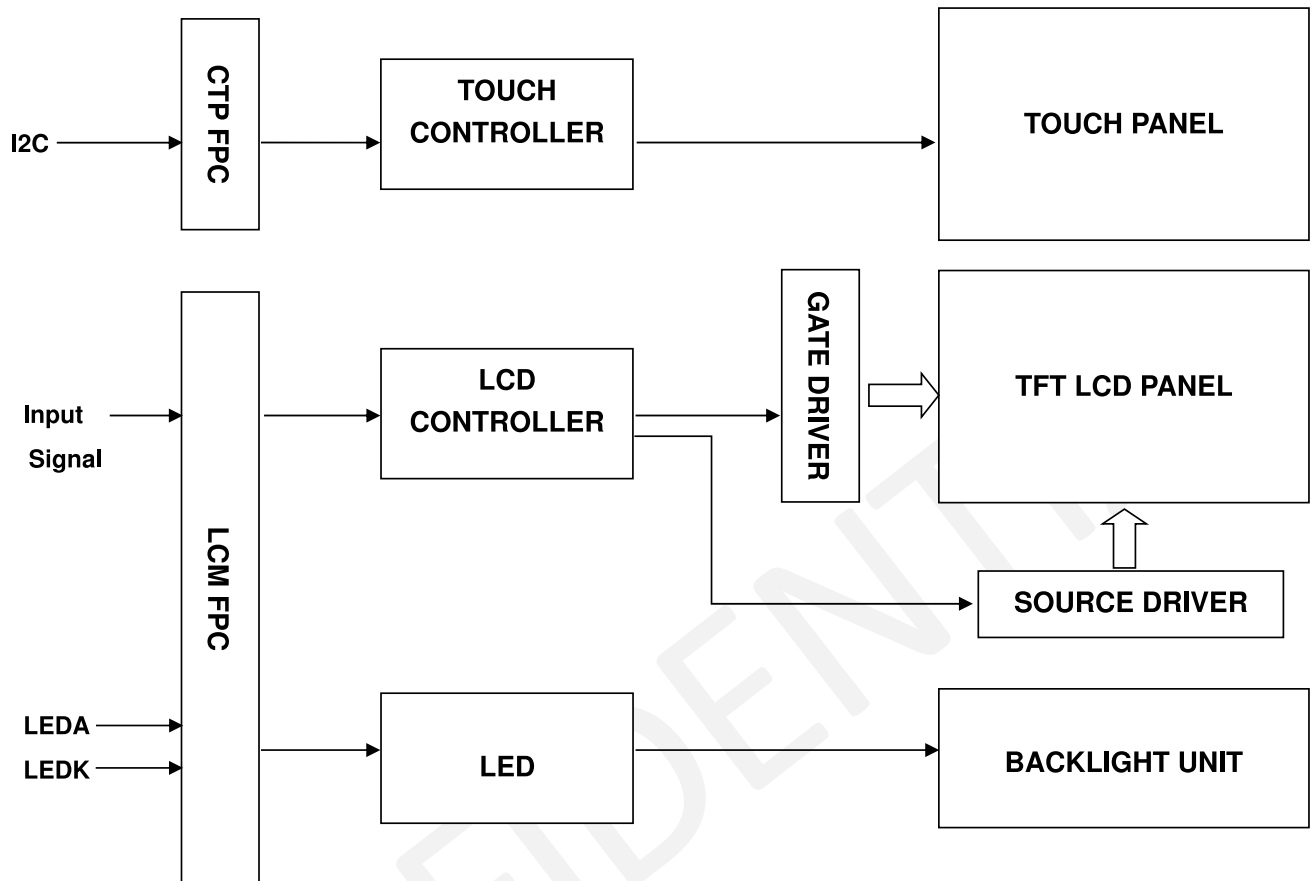 CTP FPC
TOUCH
CONTROLLER
TOUCH PANEL
I2C
GATE DRIVER
LCD
CONTROLLER
TFT LCD PANEL
Input
Signal
LCM FPC
SOURCE DRIVER
LEDA
LEDK
LED
BACKLIGHT UNIT